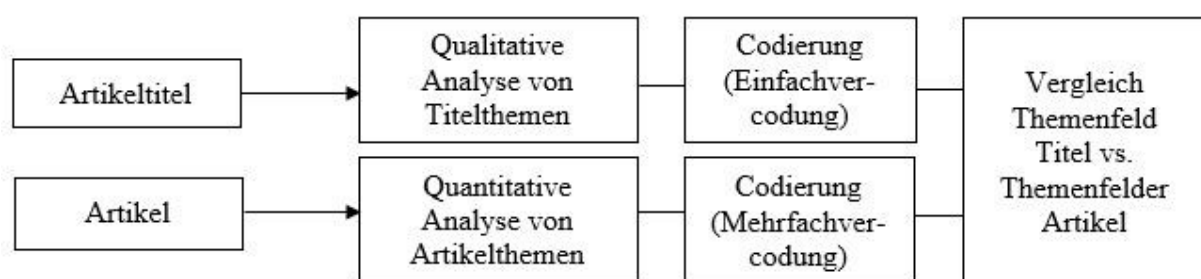 Artikeltitel
Qualitative
Analyse von
Titelthemen
Codierung
(Einfachver-
codung)
Artikel
Quantitative
Analyse von
Artikelthemen
Codierung
(Mehrfachver-
codung)
Vergleich
Themenfeld
Titel vs.
Themenfelder
Artikel